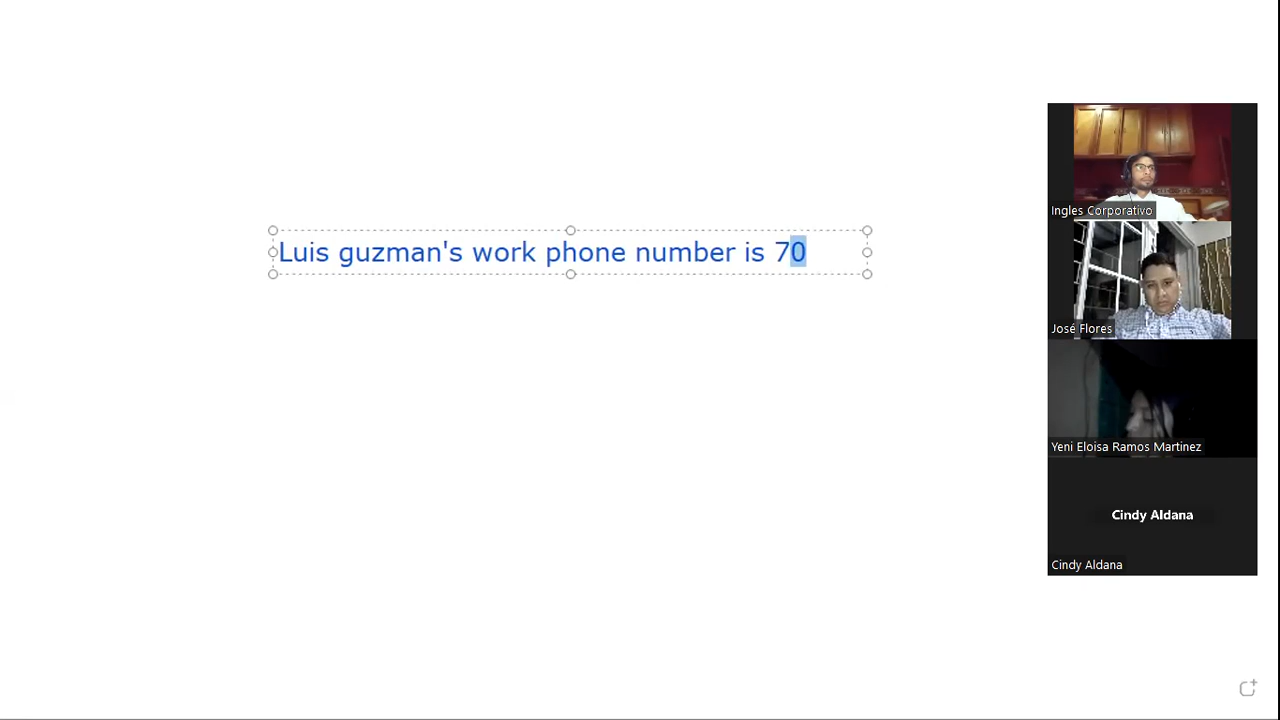 Luis guzman's work phone number is 70
Ingles Corporativo
José Flores
Yeni Eloisa Ramos Martinez
Cindy Aldana
Cindy Aldana